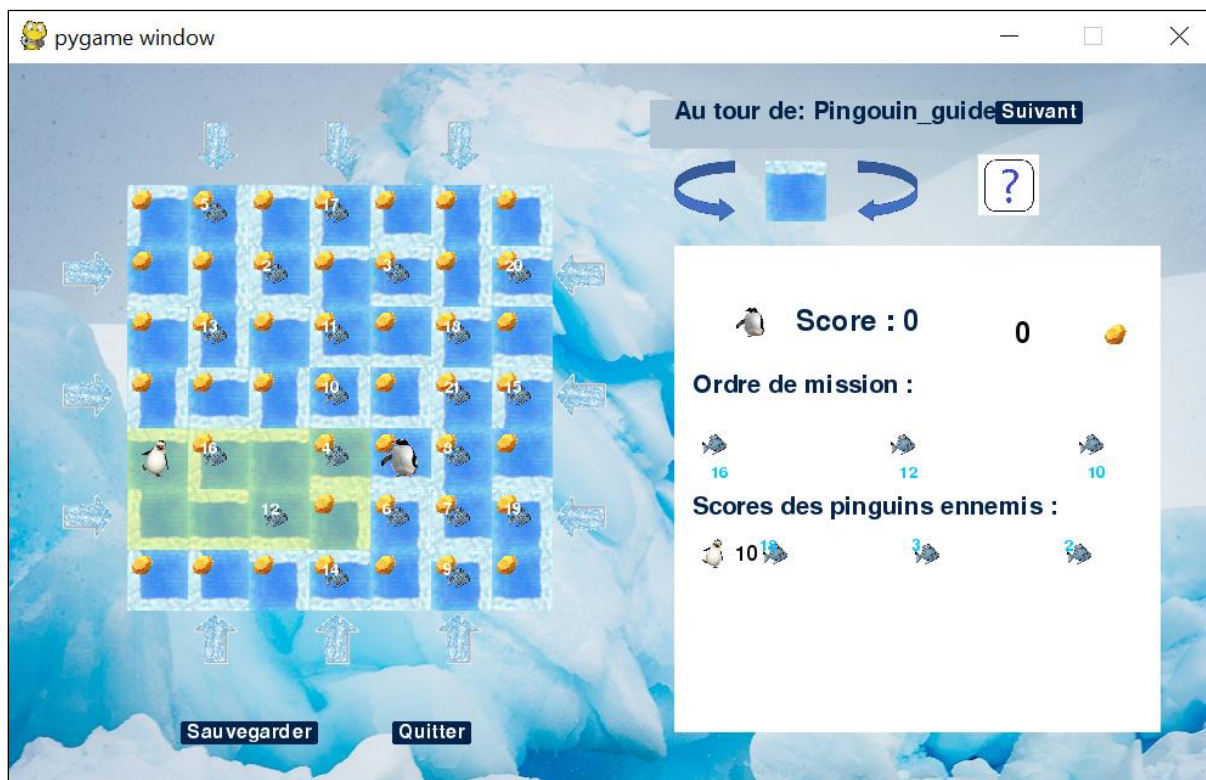 pygame window
Au tour de: Pingouin_guide Suivant
?
5 17
2 3 20
13 11 18
10 21 15
16 4
12 6 7 19
14 9
Score : 0 0
Ordre de mission :
16 12 10
Scores des pinguins ennemis :
10 18 3 2
Sauvegarder Quitter